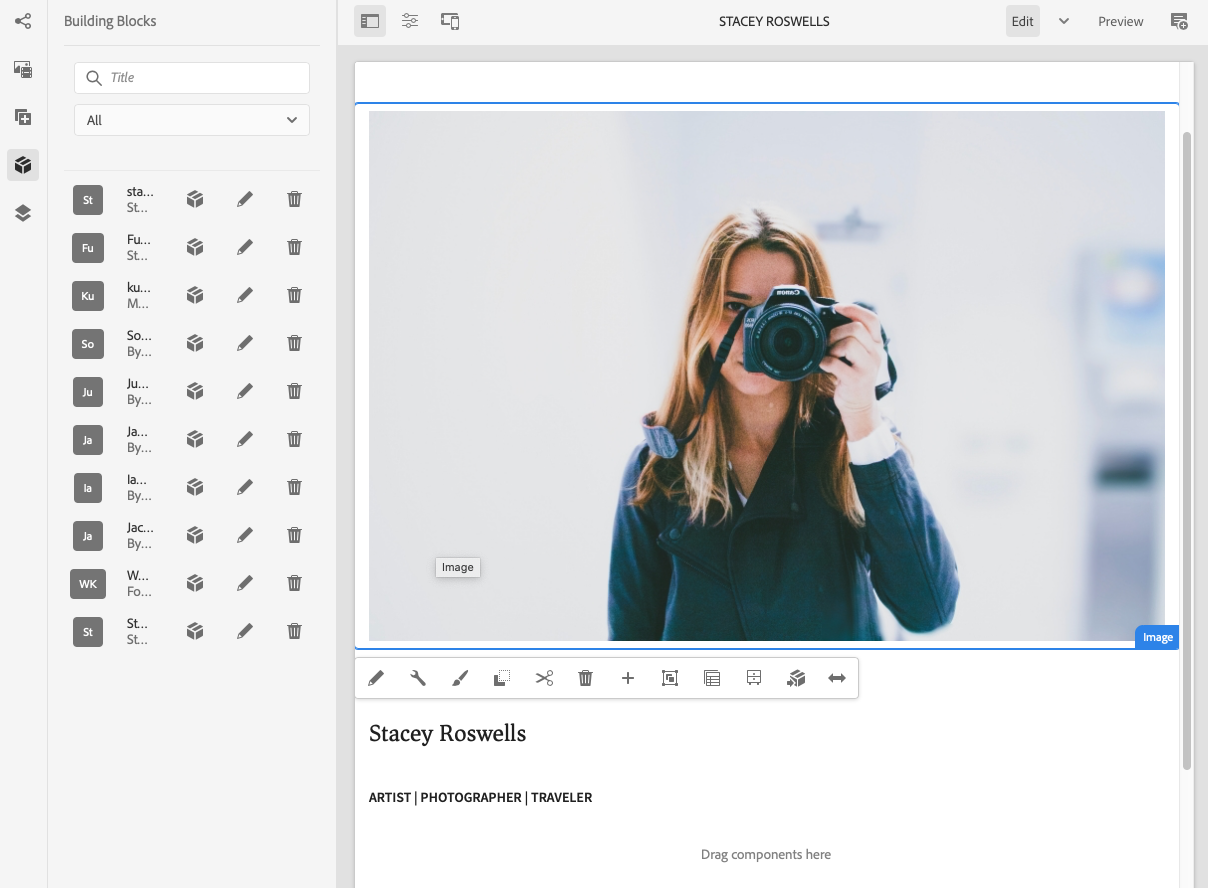 Building Blocks
STACEY ROSWELLS
Edit
Preview
Title
All
St
sta...
St...
Fu
Fu...
St...
Ku
ku...
M...
So
So...
By...
Ju
Ju...
By...
Ja
Ja...
By...
Ia
Ia...
By...
Ja
Jac...
By...
WK
W...
Fo...
St
St...
St...
Canon
Image
Image
Stacey Roswells
ARTIST | PHOTOGRAPHER | TRAVELER
Drag components here